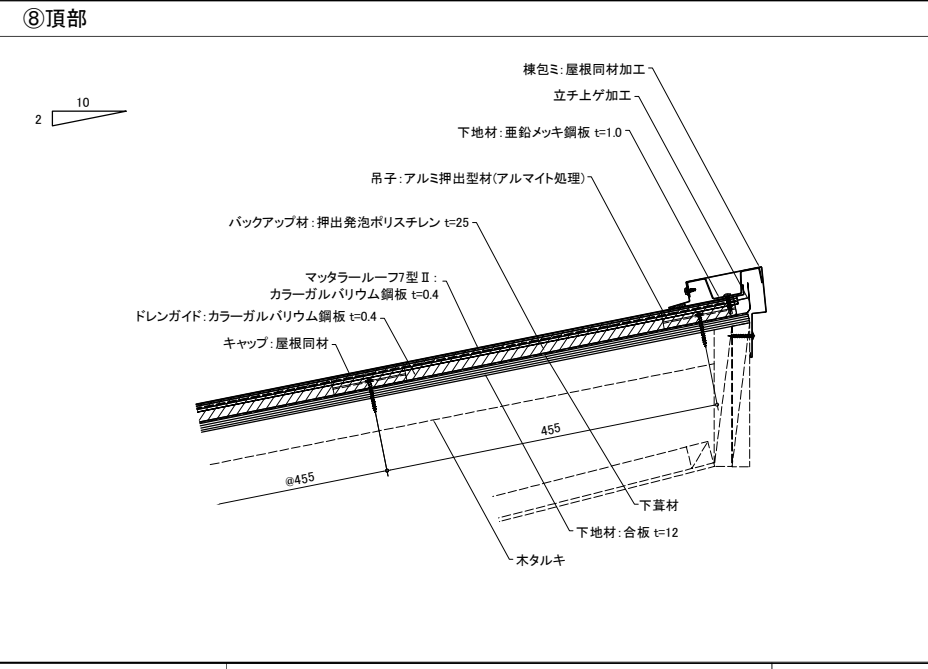 ⑧頂部
10
2
棟包ミ:屋根同材加工
立チ上ゲ加工
下地材:亜鉛メッキ鋼板 t=1.0
吊子:アルミ押出型材(アルマイト処理)
バックアップ材:押出発泡ポリスチレン t=25
マッタラールーフ7型Ⅱ:
カラーガルバリウム鋼板 t=0.4
ドレンガイド:カラーガルバリウム鋼板 t=0.4
キャップ:屋根同材
455
@455
下葺材
下地材:合板 t=12
木タルキ